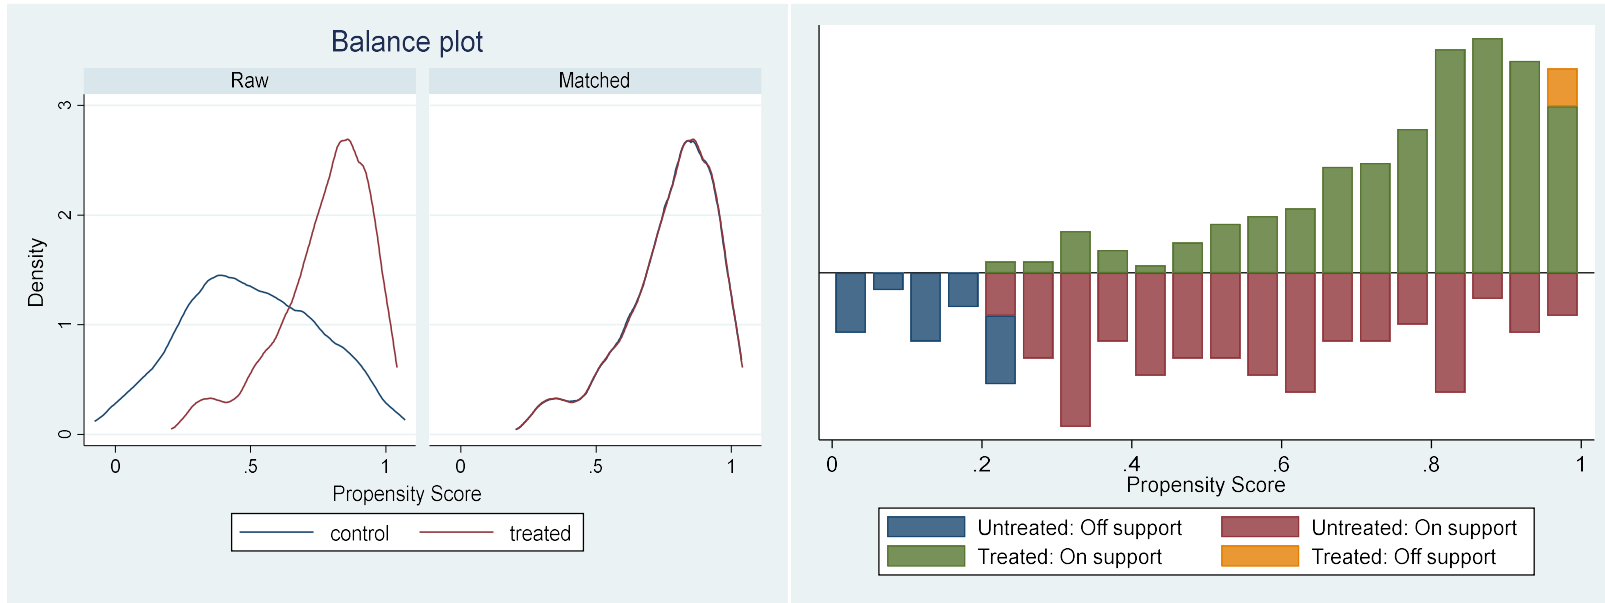 Balance plot
Raw
Matched
3
2
1
0
Density
0 .5 1
0 .5 1
Propensity Score
control
treated
0 .2 .4 .6 .8 1
Propensity Score
Untreated: Off support
Untreated: On support
Treated: On support
Treated: Off support